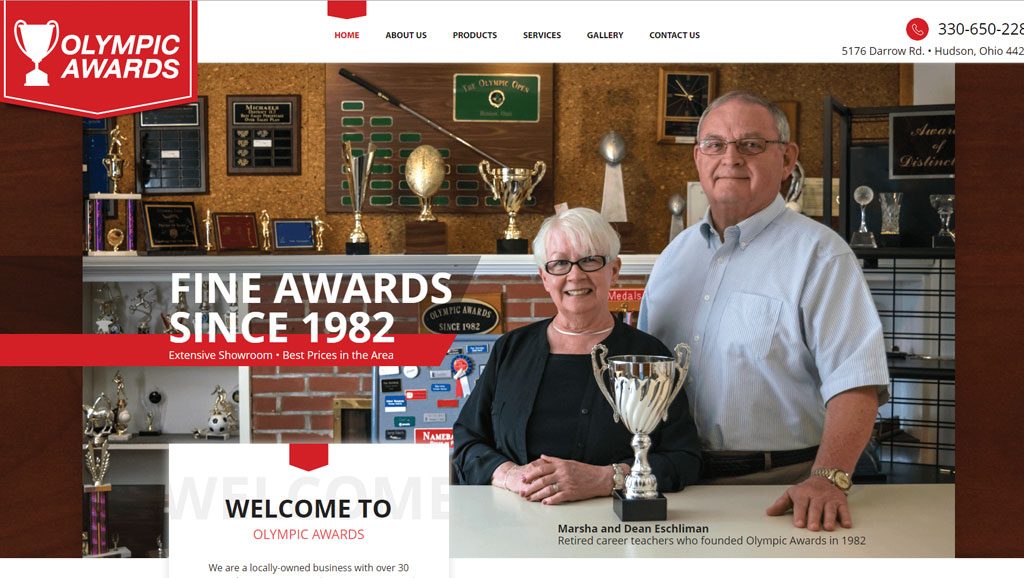 OLYMPIC
AWARDS
HOME ABOUT US PRODUCTS SERVICES GALLERY CONTACT US
330-650-228
5176 Darrow Rd. • Hudson, Ohio 442
THE OLYMPIC OPEN
MICHAELS
Award
of
Distinct
FINE AWARDS
SINCE 1982
Extensive Showroom • Best Prices in the Area
Medals
OLYMPIC AWARDS
SINCE 1982
NAMEBA
WELCOME
WELCOME TO
OLYMPIC AWARDS
We are a locally-owned business with over 30
Marsha and Dean Eschliman
Retired career teachers who founded Olympic Awards in 1982